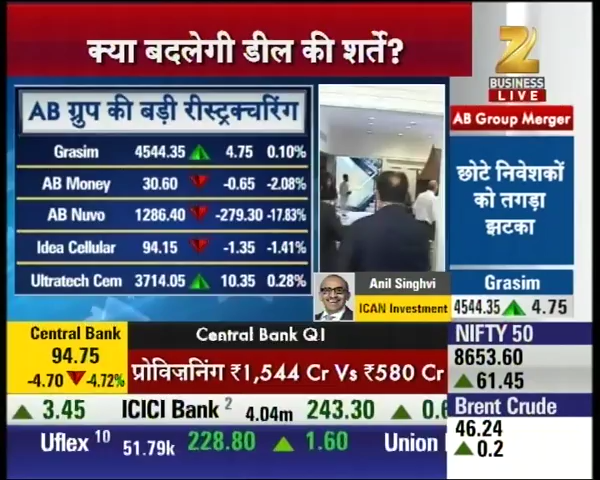 क्या बदलेगी डील की शर्ते?
Z
BUSINESS
LIVE
AB ग्रुप की बड़ी रीस्ट्रक्चरिंग
Grasim 4544.35 4.75 0.10%
AB Money 30.60 -0.65 -2.08%
AB Nuvo 1286.40 -279.30 -17.83%
Idea Cellular 94.15 -1.35 -1.41%
Ultratech Cem 3714.05 10.35 0.28%
AB Group Merger
छोटे निवेशकों
को तगड़ा
झटका
Anil Singhvi
ICAN Investment
Grasim
4544.35 4.75
Central Bank
94.75
-4.70 -4.72%
Central Bank Q1
प्रोविज़निंग ₹1,544 Cr Vs ₹580 Cr
NIFTY 50
8653.60
61.45
3.45 ICICI Bank 2 4.04m 243.30
Uflex 10 51.79k 228.80 1.60 Union
Brent Crude
46.24
0.2